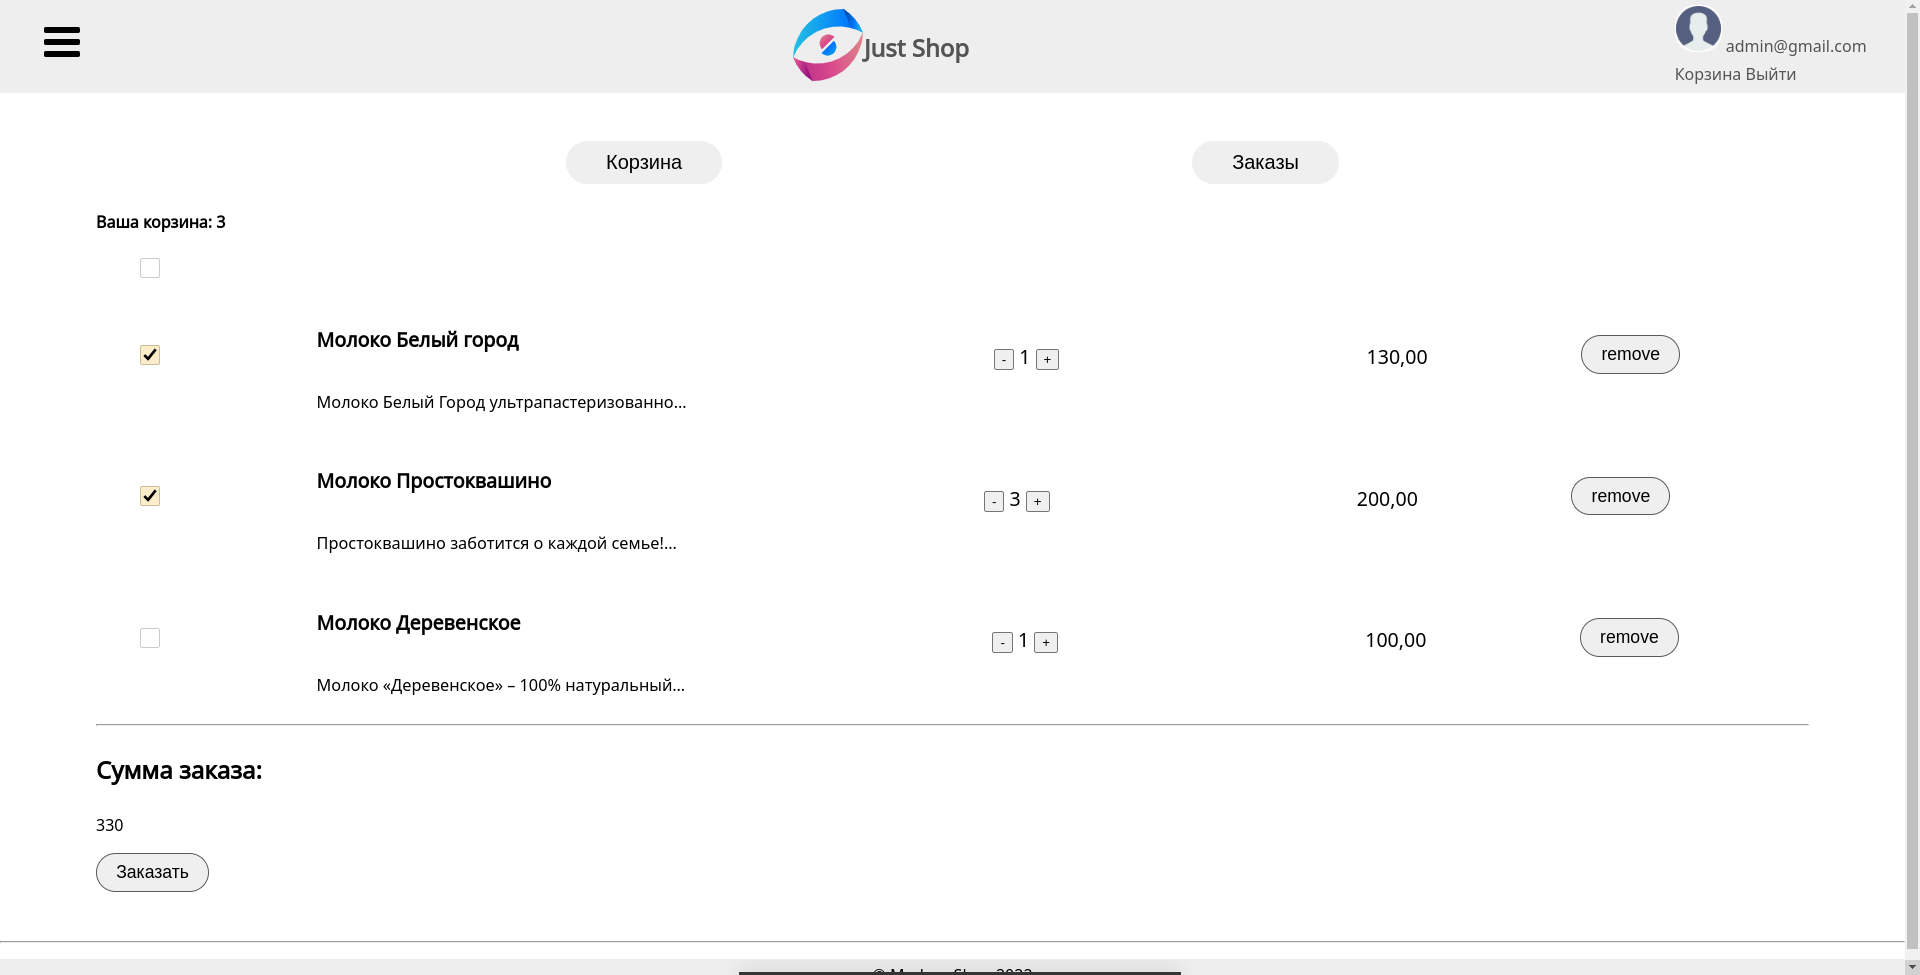 Just Shop
admin@gmail.com
Корзина Выйти
Корзина
Заказы
Ваша корзина: 3
Молоко Белый город
- 1 +
130,00
remove
Молоко Белый Город ультрапастеризованно...
Молоко Простоквашино
- 3 +
200,00
remove
Простоквашино заботится о каждой семье!...
Молоко Деревенское
- 1 +
100,00
remove
Молоко «Деревенское» – 100% натуральный...
Сумма заказа:
330
Заказать